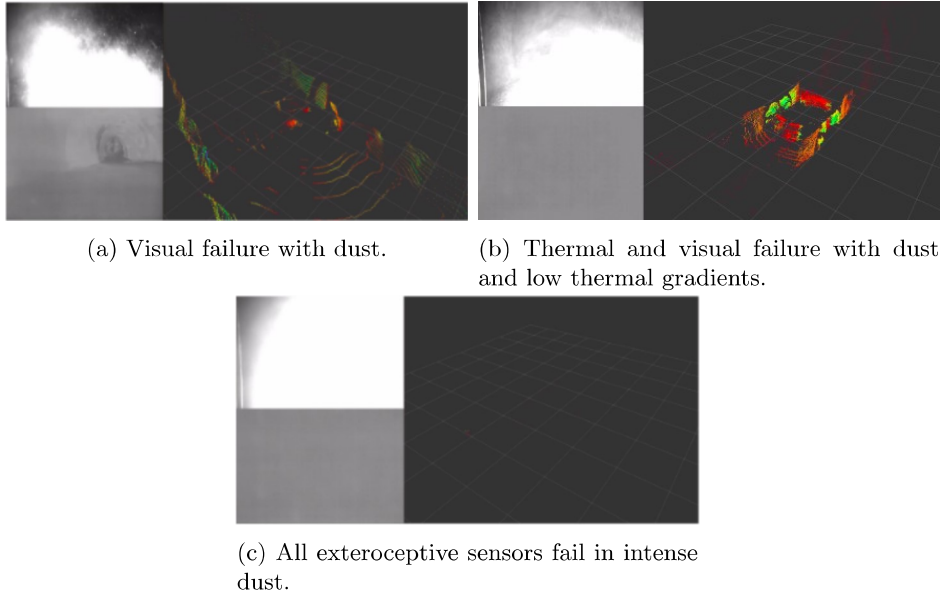 (a) Visual failure with dust.
(b) Thermal and visual failure with dust
and low thermal gradients.
(c) All exteroceptive sensors fail in intense
dust.